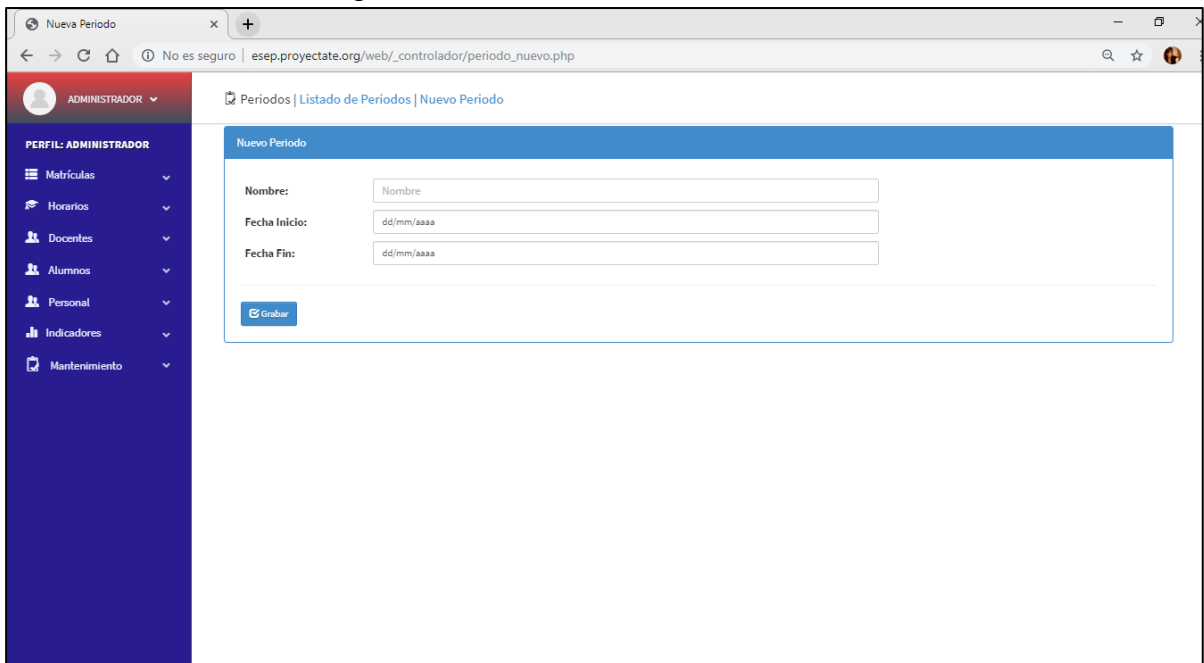 Nueva Periodo
No es seguro | esep.proyectate.org/web/_controlador/periodo_nuevo.php
ADMINISTRADOR
Periodos | Listado de Periodos | Nuevo Periodo
PERFIL: ADMINISTRADOR
Matrículas
Horarios
Docentes
Alumnos
Personal
Indicadores
Mantenimiento
Nuevo Periodo
Nombre: Nombre
Fecha Inicio: dd/mm/aaaa
Fecha Fin: dd/mm/aaaa
Grabar